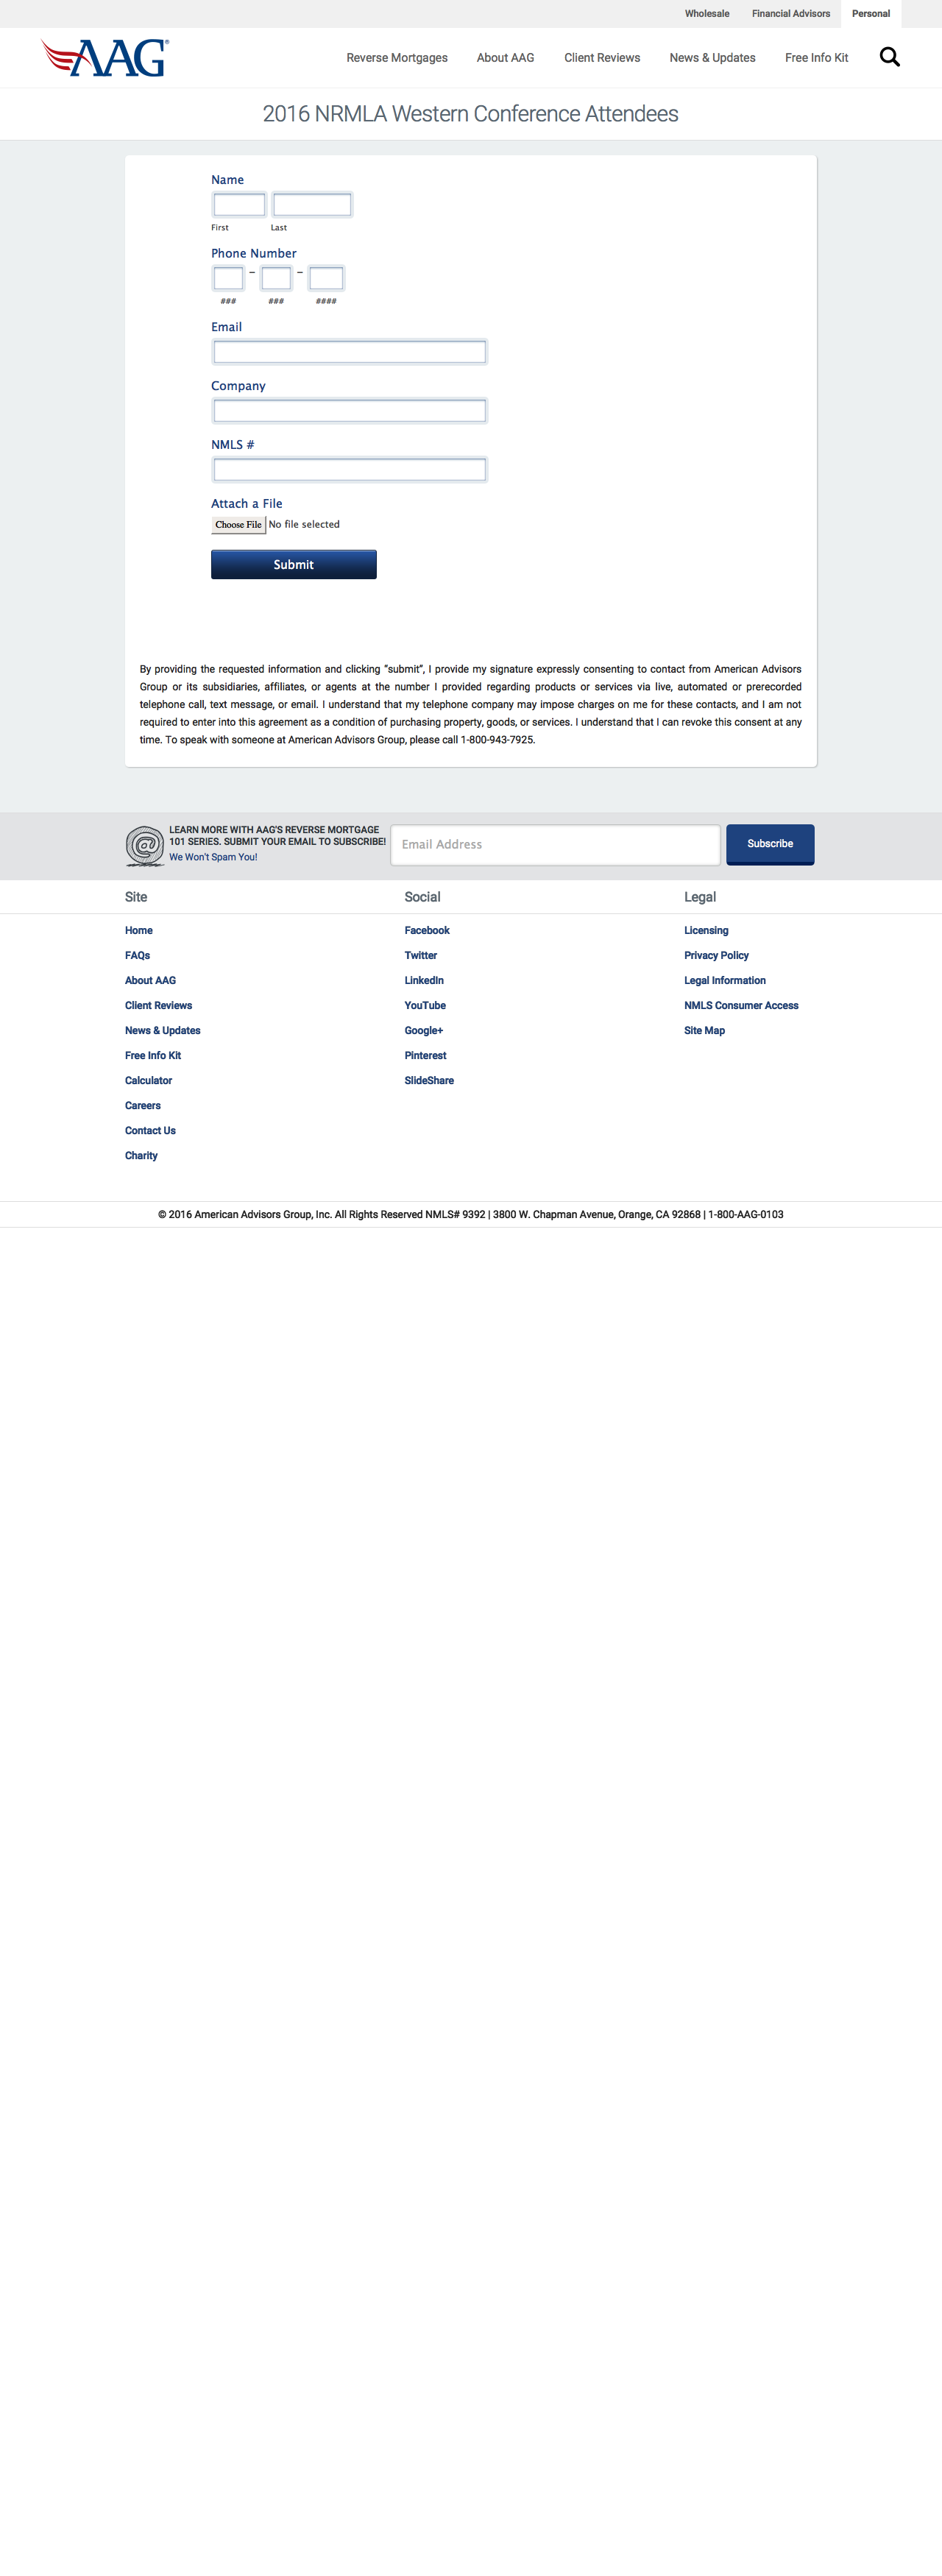 Wholesale Financial Advisors Personal
AAG®
Reverse Mortgages About AAG Client Reviews News & Updates Free Info Kit
2016 NRMLA Western Conference Attendees
Name
First Last
Phone Number
– –
### ### ####
Email
Company
NMLS #
Attach a File
Choose File No file selected
Submit
By providing the requested information and clicking “submit”, I provide my signature expressly consenting to contact from American Advisors
Group or its subsidiaries, affiliates, or agents at the number I provided regarding products or services via live, automated or prerecorded
telephone call, text message, or email. I understand that my telephone company may impose charges on me for these contacts, and I am not
required to enter into this agreement as a condition of purchasing property, goods, or services. I understand that I can revoke this consent at any
time. To speak with someone at American Advisors Group, please call 1-800-943-7925.
LEARN MORE WITH AAG'S REVERSE MORTGAGE
101 SERIES. SUBMIT YOUR EMAIL TO SUBSCRIBE!
We Won't Spam You!
@
Email Address
Subscribe
Site
Home
FAQs
About AAG
Client Reviews
News & Updates
Free Info Kit
Calculator
Careers
Contact Us
Charity
Social
Facebook
Twitter
LinkedIn
YouTube
Google+
Pinterest
SlideShare
Legal
Licensing
Privacy Policy
Legal Information
NMLS Consumer Access
Site Map
© 2016 American Advisors Group, Inc. All Rights Reserved NMLS# 9392 | 3800 W. Chapman Avenue, Orange, CA 92868 | 1-800-AAG-0103